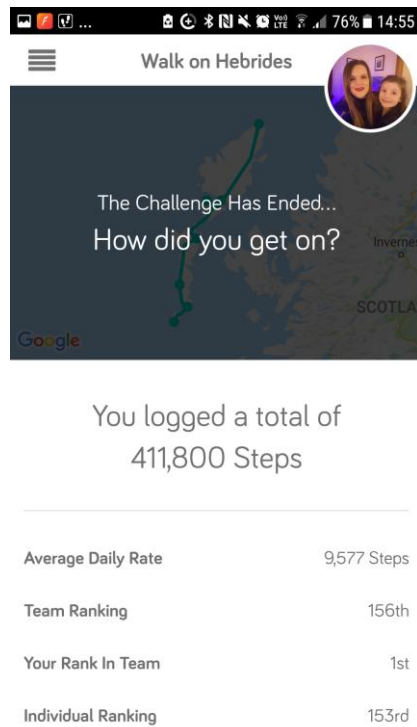 ... Voº LTE 76% 14:55
Walk on Hebrides
The Challenge Has Ended...
How did you get on?
Inverne
SCOTLA
Google
You logged a total of
411,800 Steps
Average Daily Rate 9,577 Steps
Team Ranking 156th
Your Rank In Team 1st
Individual Ranking 153rd